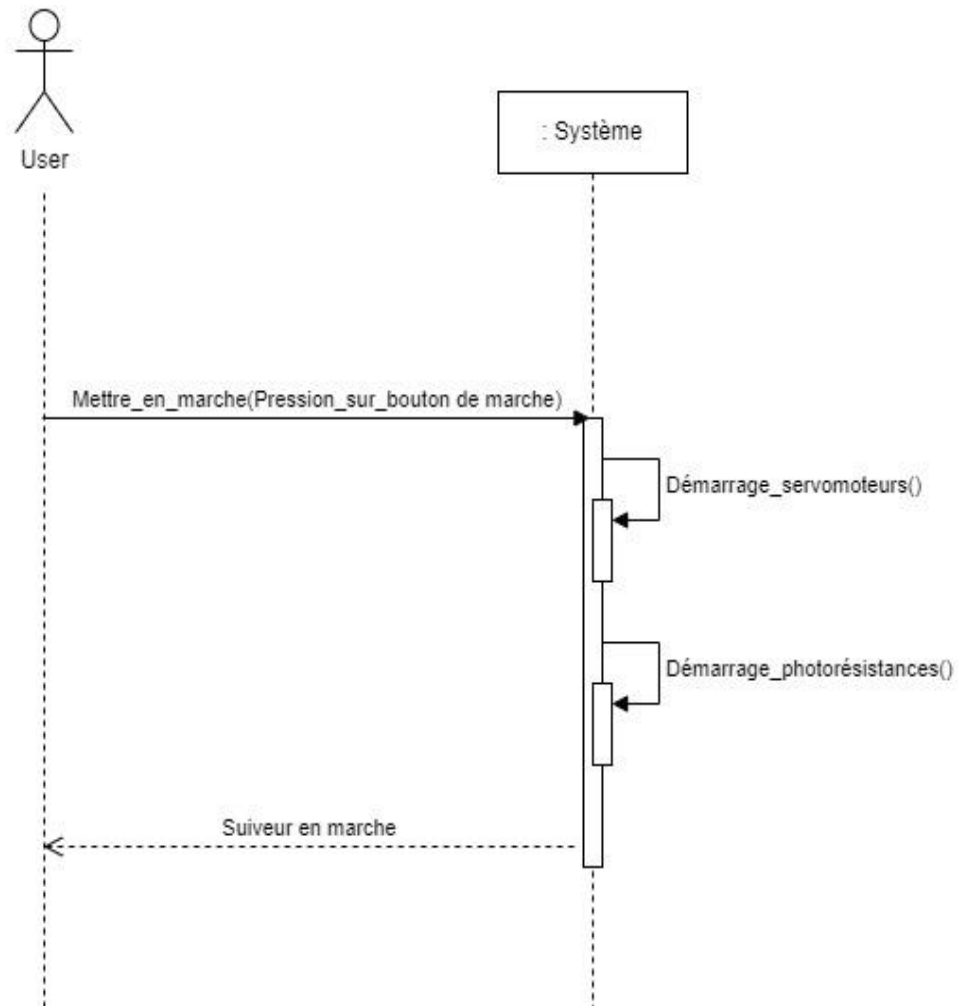 User
: Système
Mettre_en_marche(Pression_sur_bouton de marche)
Démarrage_servomoteurs()
Démarrage_photorésistances()
Suiveur en marche